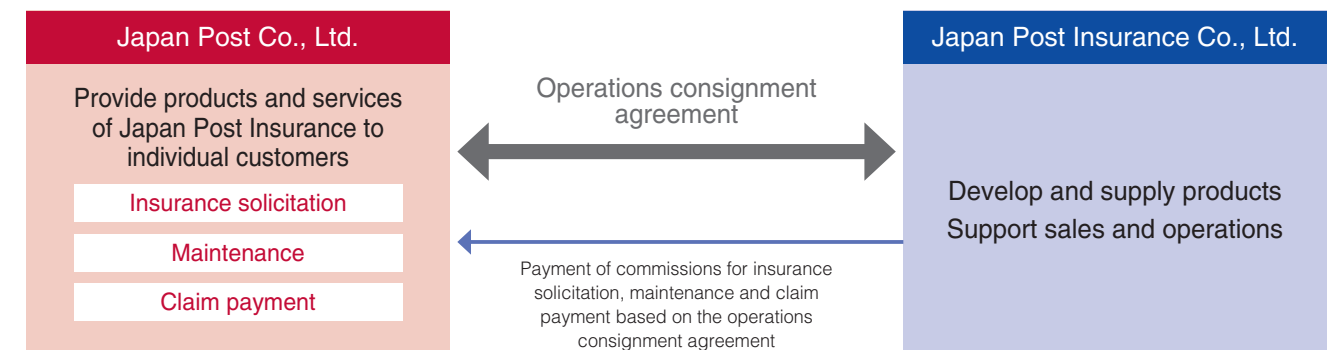 Japan Post Co., Ltd.
Provide products and services
of Japan Post Insurance to
individual customers
Insurance solicitation
Maintenance
Claim payment
Operations consignment
agreement
Payment of commissions for insurance
solicitation, maintenance and claim
payment based on the operations
consignment agreement
Japan Post Insurance Co., Ltd.
Develop and supply products
Support sales and operations